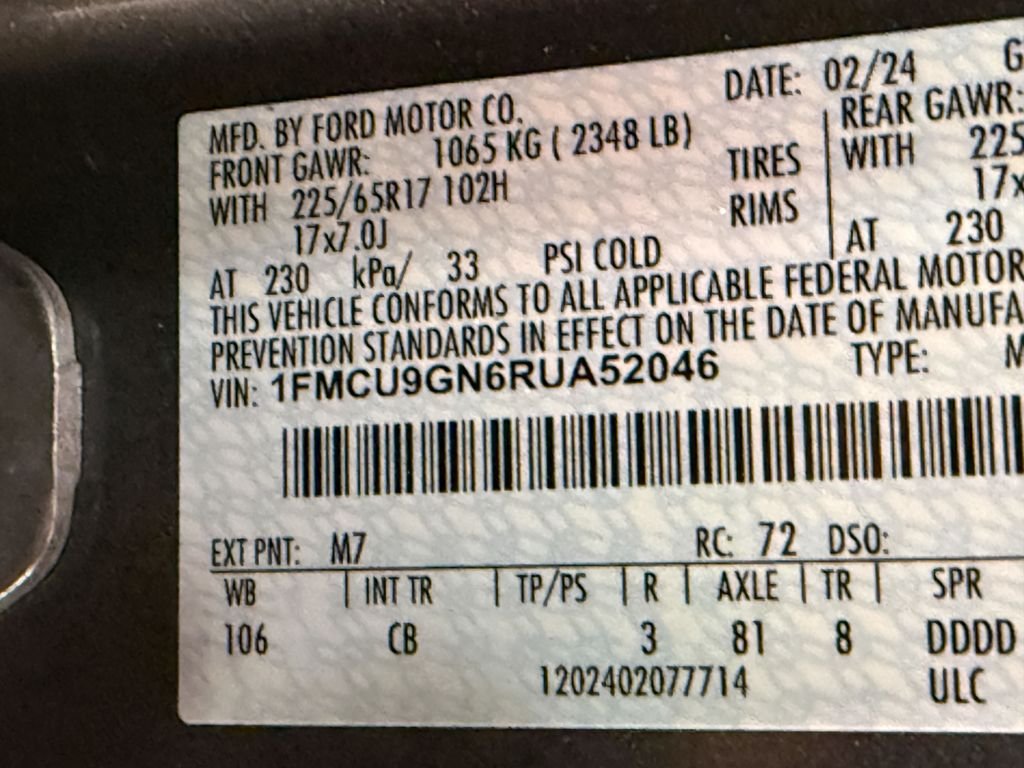 DATE: 02/24 G
MFD. BY FORD MOTOR CO.
FRONT GAWR: 1065 KG ( 2348 LB) REAR GAWR:
WITH 225/65R17 102H TIRES WITH 225
17x7.0J RIMS 17x
AT 230 kPa/ 33 PSI COLD AT 230
THIS VEHICLE CONFORMS TO ALL APPLICABLE FEDERAL MOTOR
PREVENTION STANDARDS IN EFFECT ON THE DATE OF MANUFA
VIN: 1FMCU9GN6RUA52046 TYPE: M
EXT PNT: M7 RC: 72 DSO:
WB | INT TR | TP/PS | R | AXLE | TR | SPR
106 CB 3 81 8 DDDD
1202402077714 ULC